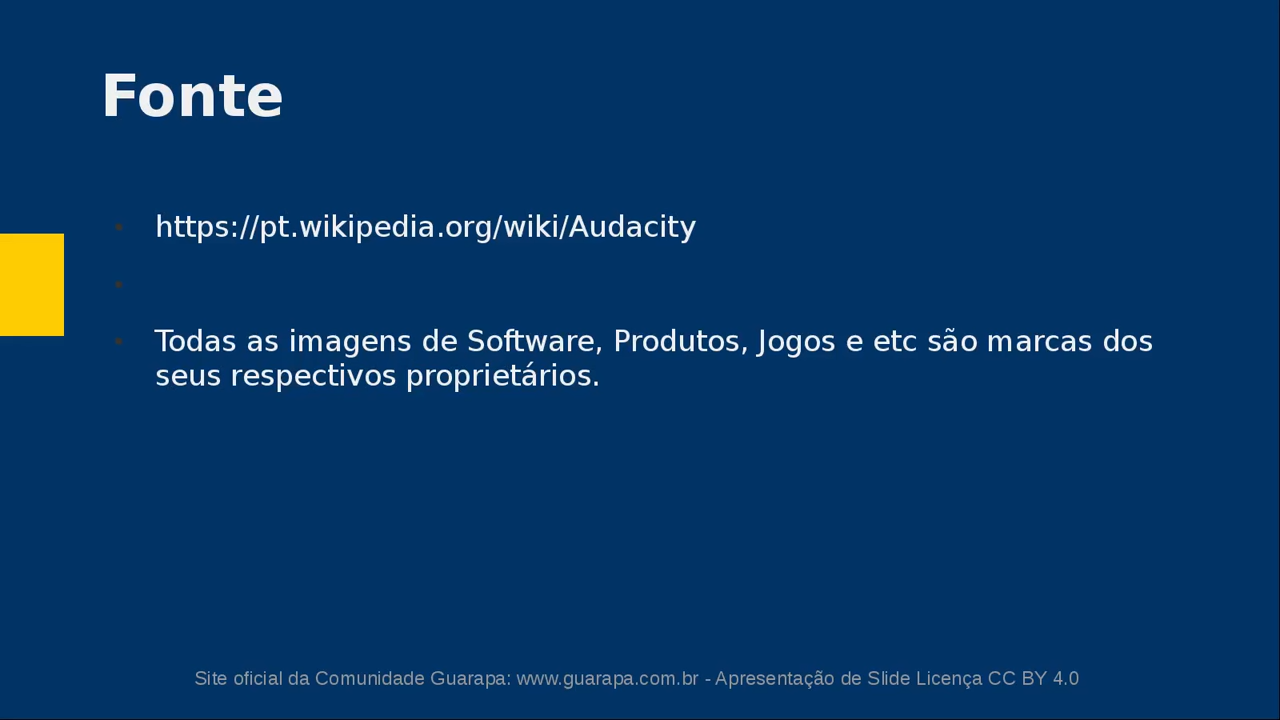 Fonte
https://pt.wikipedia.org/wiki/Audacity
Todas as imagens de Software, Produtos, Jogos e etc são marcas dos
seus respectivos proprietários.
Site oficial da Comunidade Guarapa: www.guarapa.com.br - Apresentação de Slide Licença CC BY 4.0